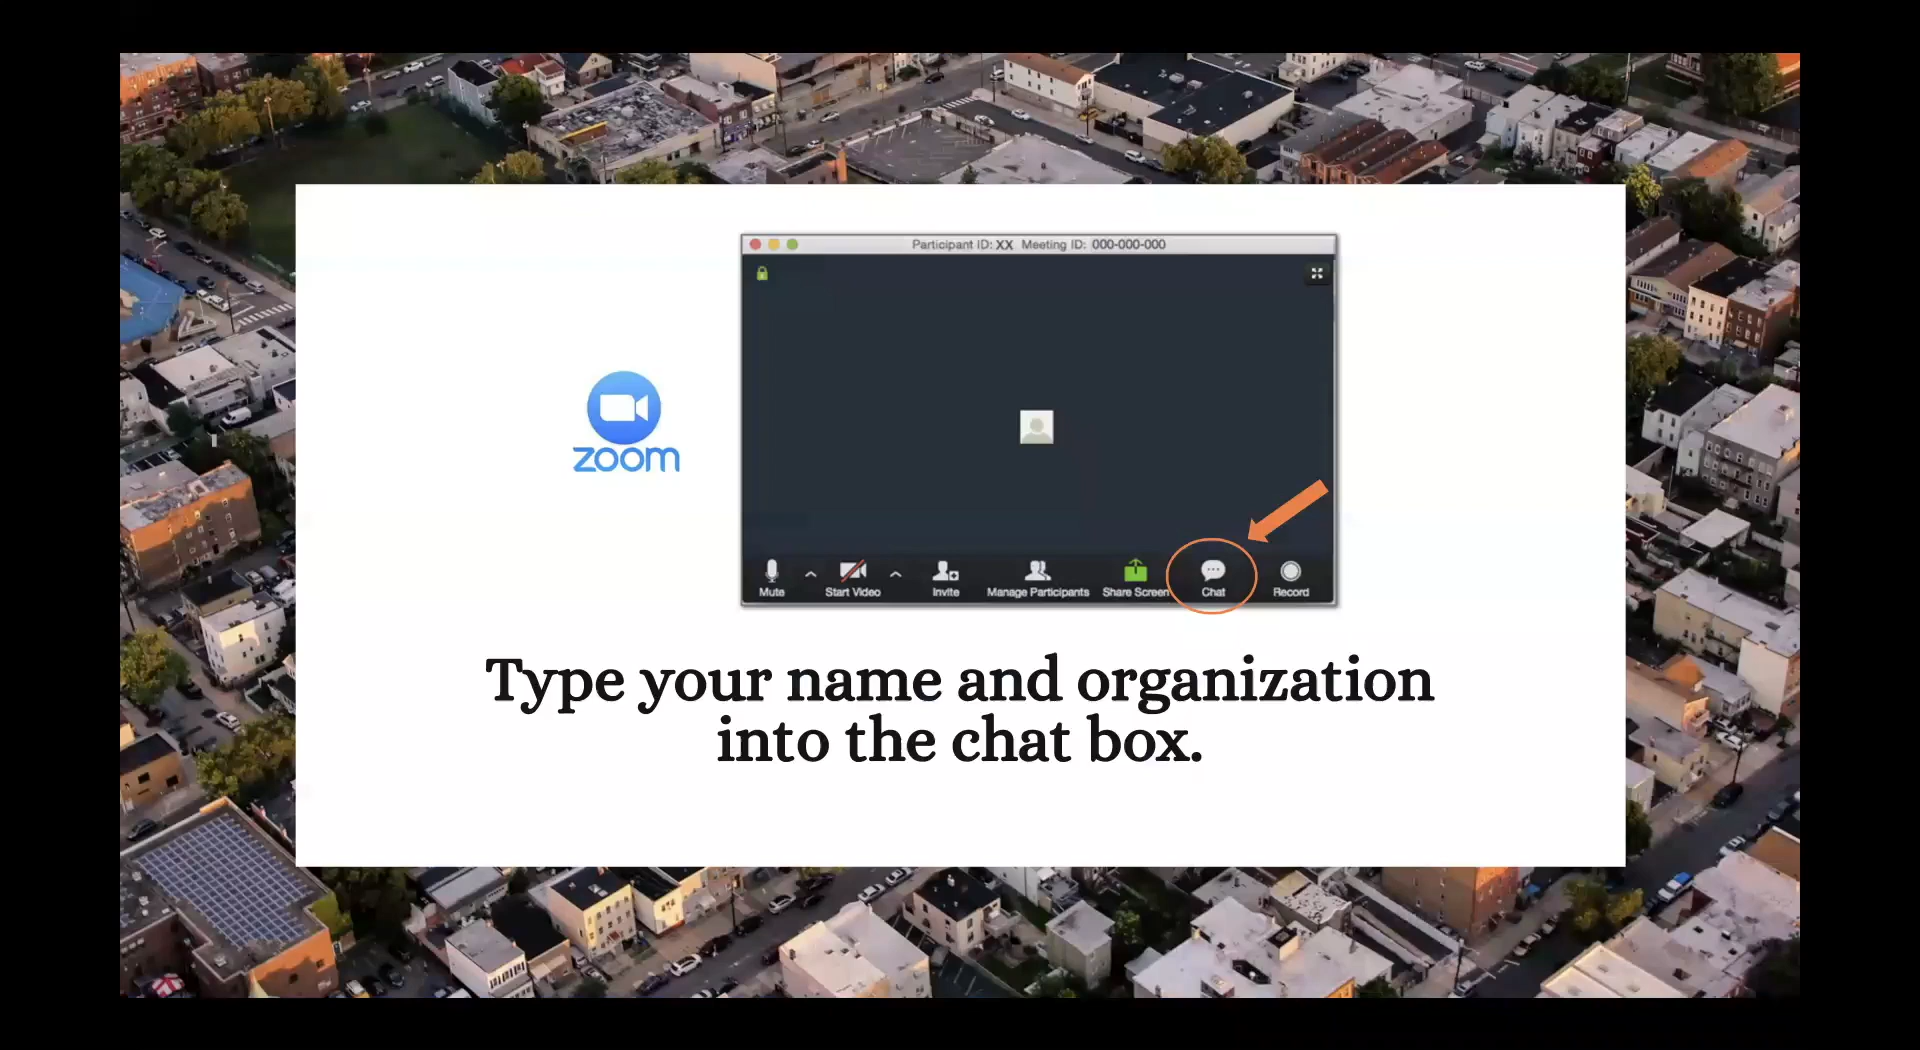 Participant ID: XX Meeting ID: 000-000-000
zoom
Mute Start Video Invite Manage Participants Share Screen Chat Record
Type your name and organization
into the chat box.